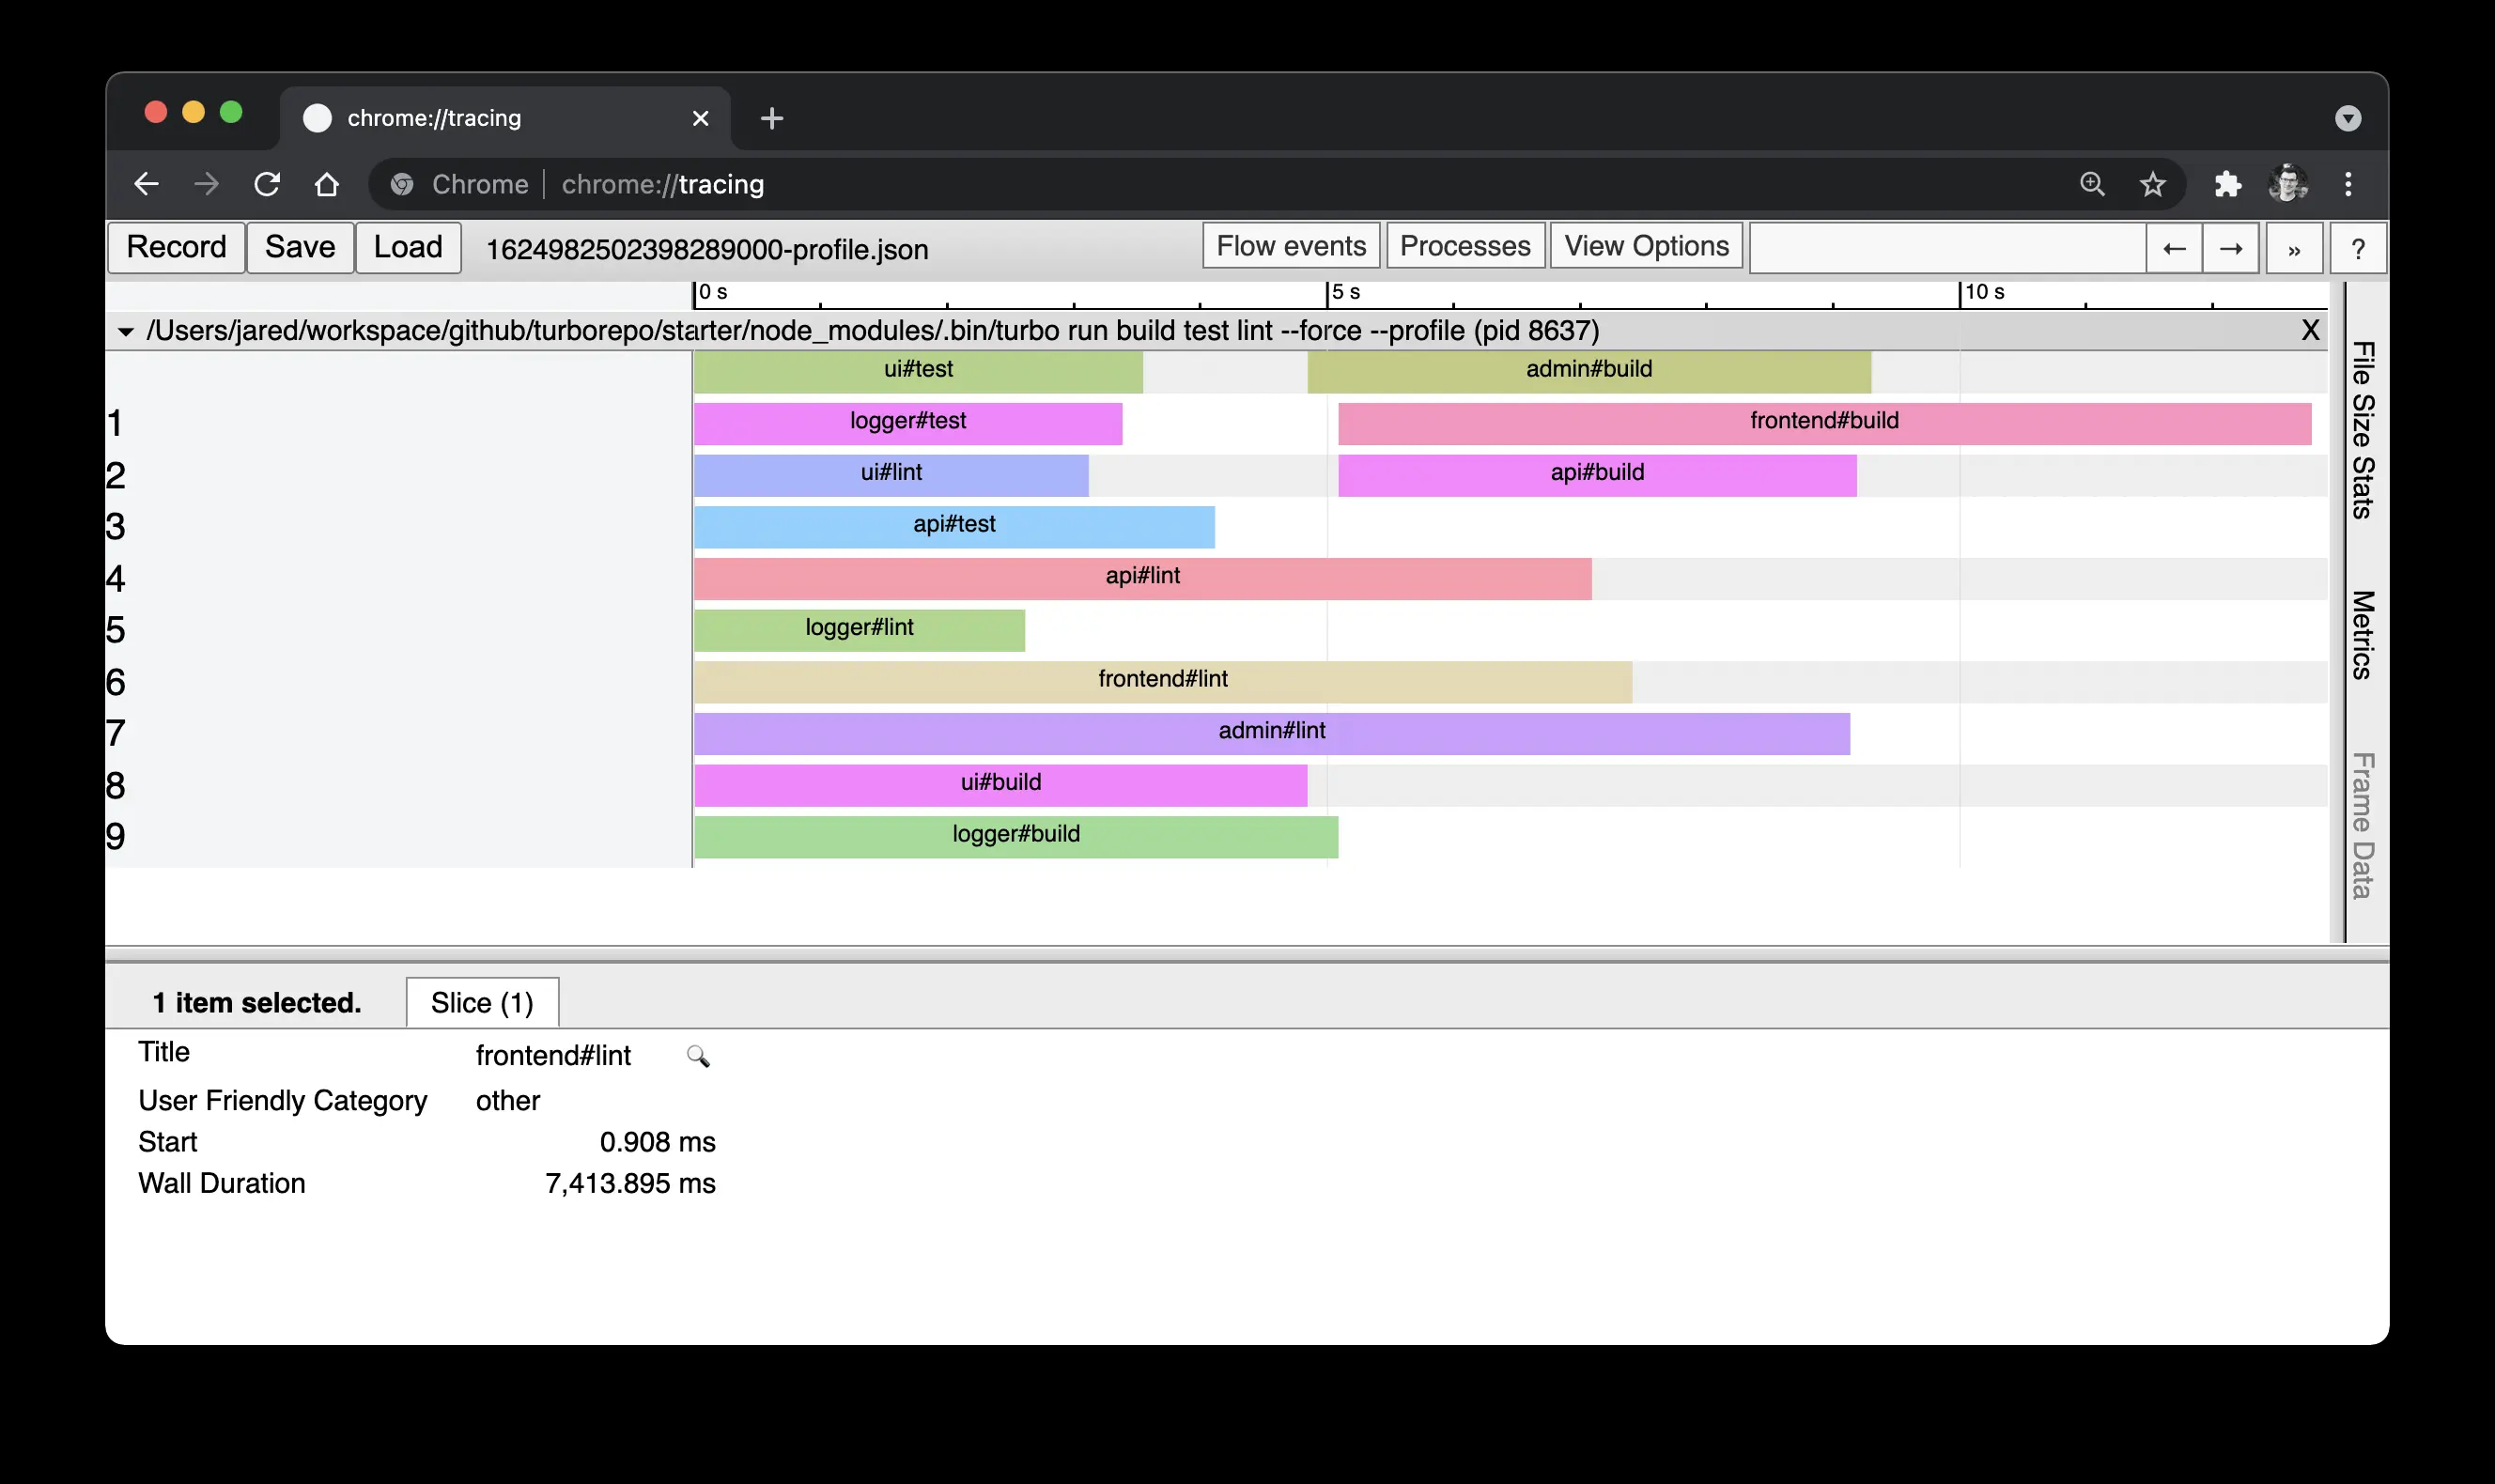 chrome://tracing
Chrome chrome://tracing
Record Save Load 1624982502398289000-profile.json Flow events Processes View Options ← → » ?
0 s 5 s 10 s
/Users/jared/workspace/github/turborepo/starter/node_modules/.bin/turbo run build test lint --force --profile (pid 8637) X
ui#test admin#build
1 logger#test frontend#build
2 ui#lint api#build
3 api#test
4 api#lint
5 logger#lint
6 frontend#lint
7 admin#lint
8 ui#build
9 logger#build
File Size Stats
Metrics
Frame Data
1 item selected. Slice (1)
Title frontend#lint
User Friendly Category other
Start 0.908 ms
Wall Duration 7,413.895 ms